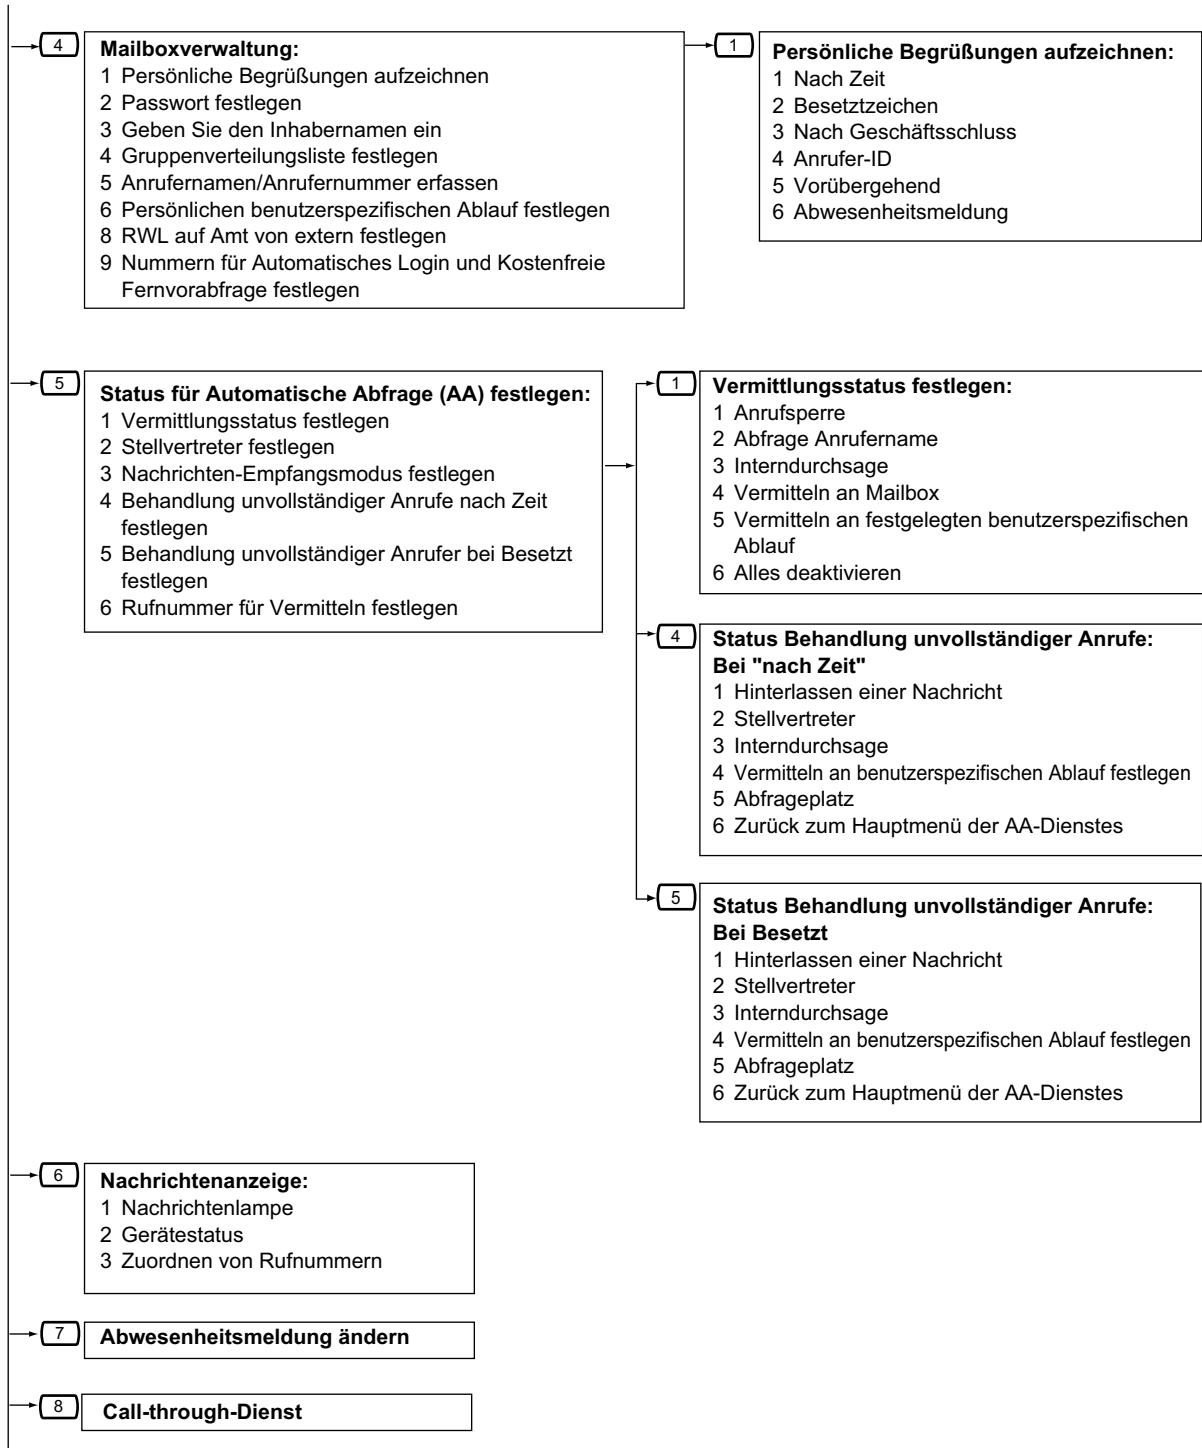 4
Mailboxverwaltung:
1 Persönliche Begrüßungen aufzeichnen
2 Passwort festlegen
3 Geben Sie den Inhabernamen ein
4 Gruppenverteilungsliste festlegen
5 Anrufernamen/Anrufernummer erfassen
6 Persönlichen benutzerspezifischen Ablauf festlegen
8 RWL auf Amt von extern festlegen
9 Nummern für Automatisches Login und Kostenfreie
Fernvorabfrage festlegen
1
Persönliche Begrüßungen aufzeichnen:
1 Nach Zeit
2 Besetztzeichen
3 Nach Geschäftsschluss
4 Anrufer-ID
5 Vorübergehend
6 Abwesenheitsmeldung
5
Status für Automatische Abfrage (AA) festlegen:
1 Vermittlungsstatus festlegen
2 Stellvertreter festlegen
3 Nachrichten-Empfangsmodus festlegen
4 Behandlung unvollständiger Anrufe nach Zeit
festlegen
5 Behandlung unvollständiger Anrufer bei Besetzt
festlegen
6 Rufnummer für Vermitteln festlegen
1
Vermittlungsstatus festlegen:
1 Anrufsperre
2 Abfrage Anrufername
3 Interndurchsage
4 Vermitteln an Mailbox
5 Vermitteln an festgelegten benutzerspezifischen
Ablauf
6 Alles deaktivieren
4
Status Behandlung unvollständiger Anrufe:
Bei "nach Zeit"
1 Hinterlassen einer Nachricht
2 Stellvertreter
3 Interndurchsage
4 Vermitteln an benutzerspezifischen Ablauf festlegen
5 Abfrageplatz
6 Zurück zum Hauptmenü der AA-Dienstes
5
Status Behandlung unvollständiger Anrufe:
Bei Besetzt
1 Hinterlassen einer Nachricht
2 Stellvertreter
3 Interndurchsage
4 Vermitteln an benutzerspezifischen Ablauf festlegen
5 Abfrageplatz
6 Zurück zum Hauptmenü der AA-Dienstes
6
Nachrichtenanzeige:
1 Nachrichtenlampe
2 Gerätestatus
3 Zuordnen von Rufnummern
7
Abwesenheitsmeldung ändern
8
Call-through-Dienst